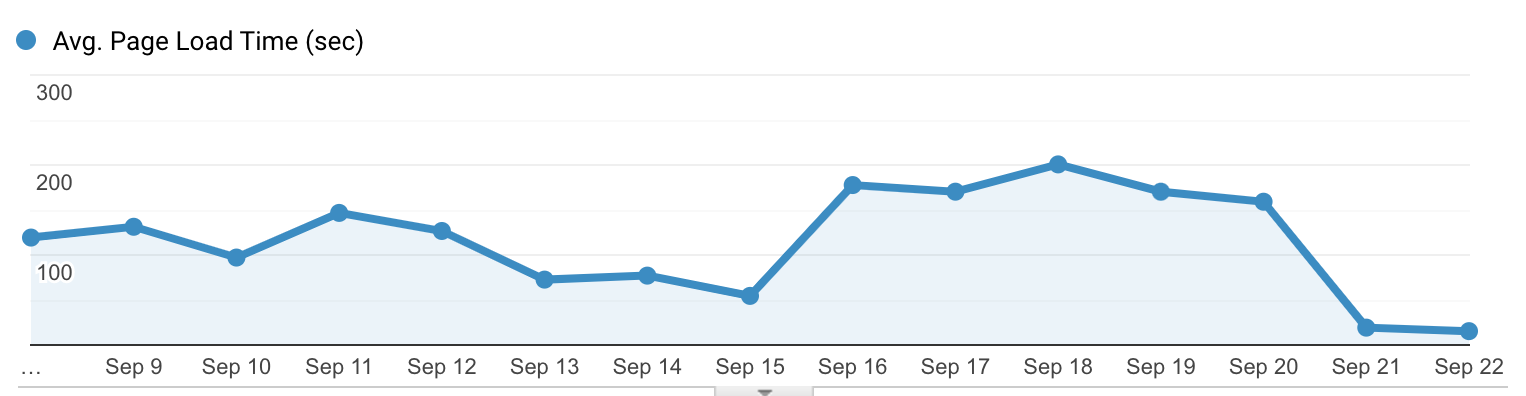 Avg. Page Load Time (sec)
300
200
100
... Sep 9 Sep 10 Sep 11 Sep 12 Sep 13 Sep 14 Sep 15 Sep 16 Sep 17 Sep 18 Sep 19 Sep 20 Sep 21 Sep 22